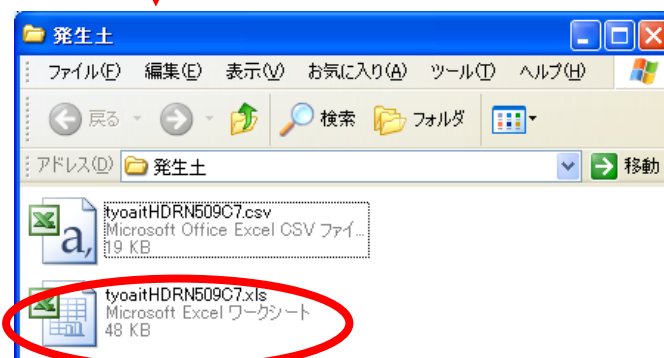 発生土
ファイル(F) 編集(E) 表示(V) お気に入り(A) ツール(T) ヘルプ(H)
戻る 検索 フォルダ
アドレス(D) 発生土 移動
tyoaitHDRN509C7.csv
Microsoft Office Excel CSV ファイ...
19 KB
tyoaitHDRN509C7.xls
Microsoft Excel ワークシート
48 KB